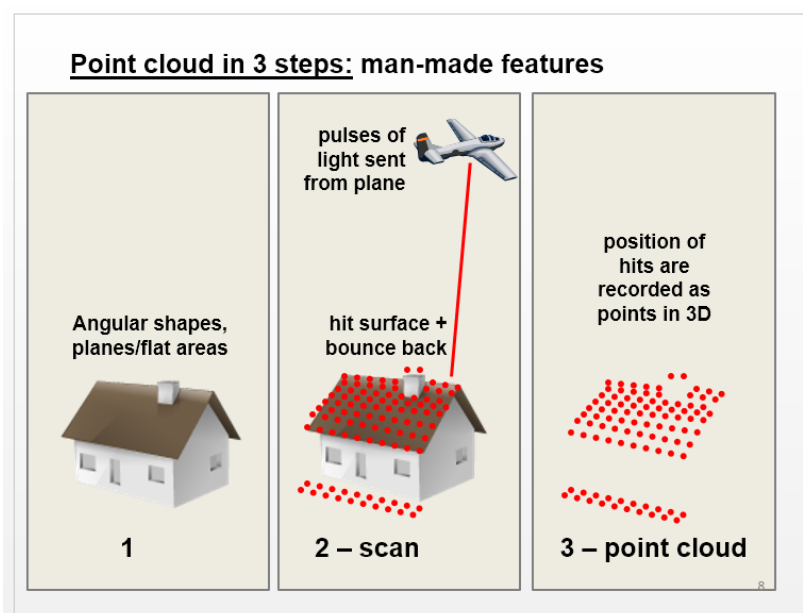 Point cloud in 3 steps: man-made features
Angular shapes,
planes/flat areas
1
pulses of
light sent
from plane
hit surface +
bounce back
2 – scan
position of
hits are
recorded as
points in 3D
3 – point cloud
8